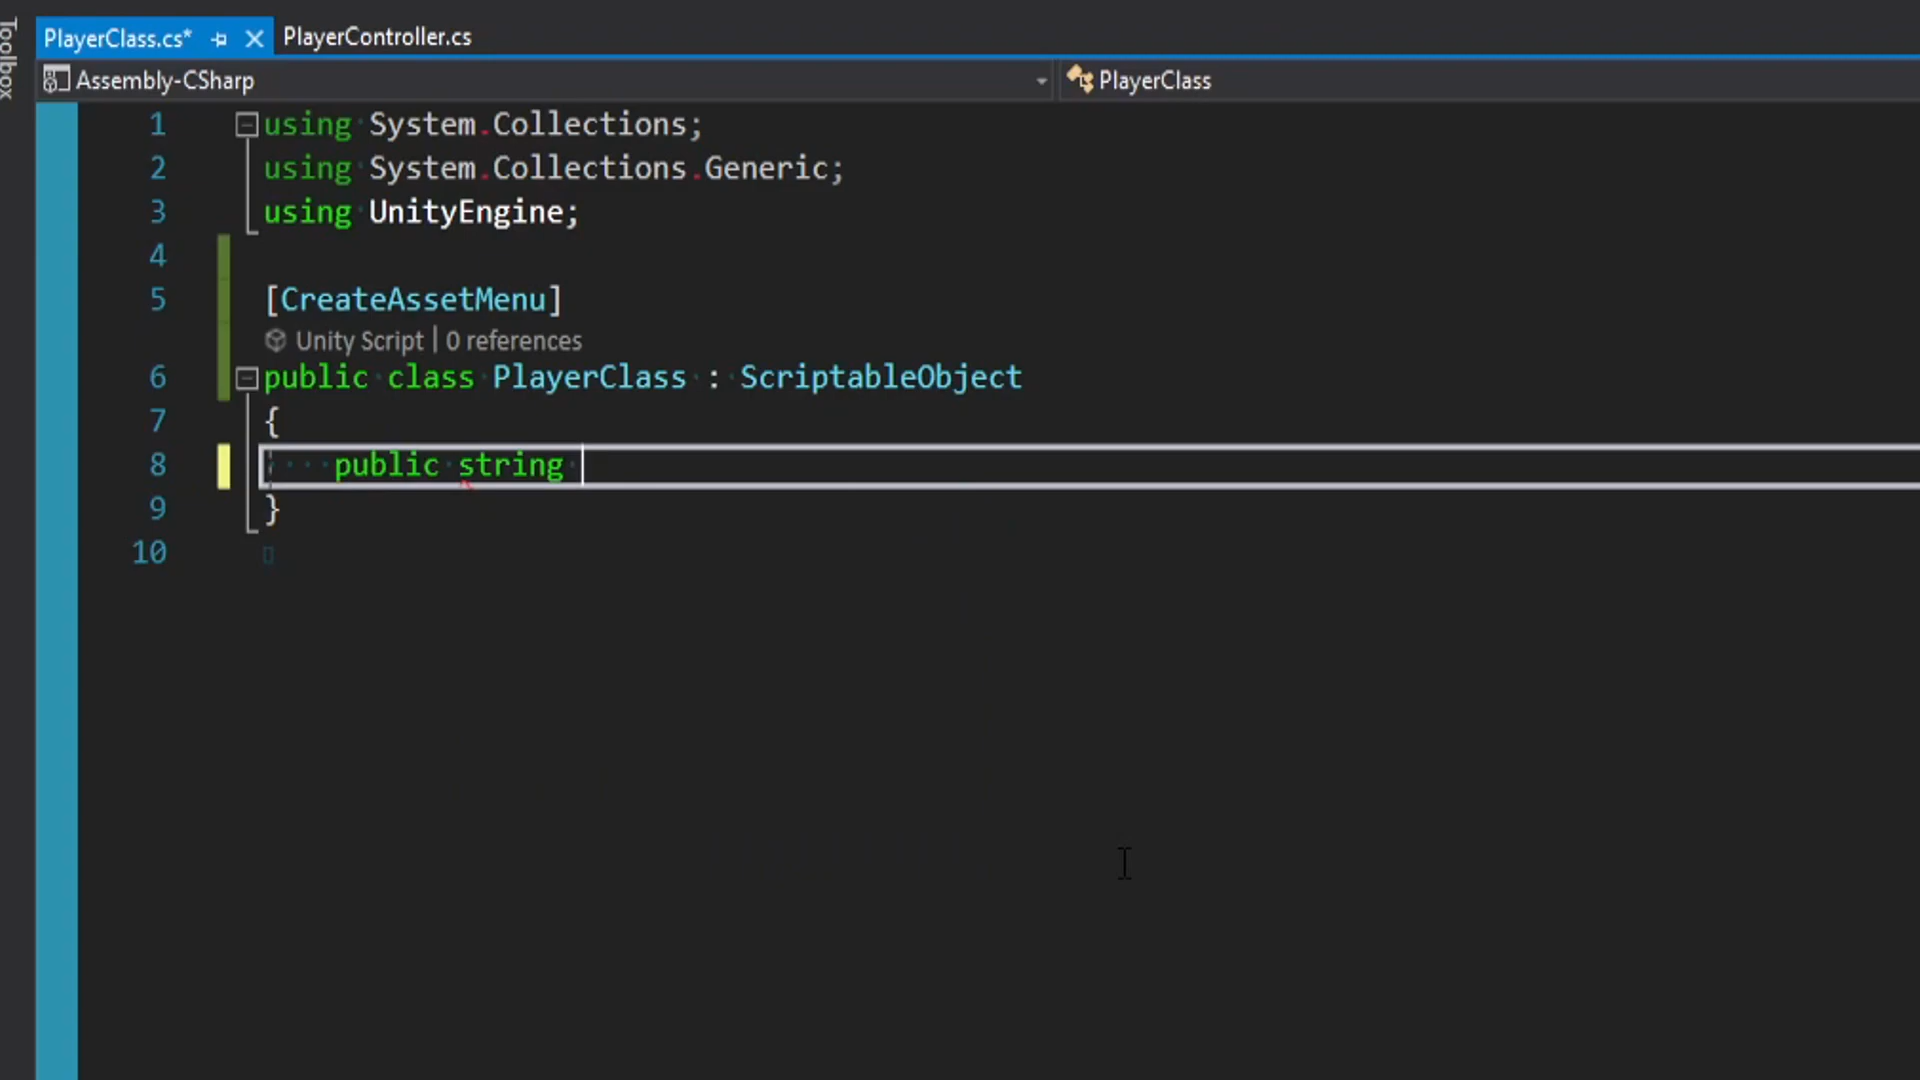 Toolbox
PlayerClass.cs* PlayerController.cs
Assembly-CSharp PlayerClass
1 using System.Collections;
2 using System.Collections.Generic;
3 using UnityEngine;
4
5 [CreateAssetMenu]
Unity Script | 0 references
6 public class PlayerClass : ScriptableObject
7 {
8 public string
9 }
10